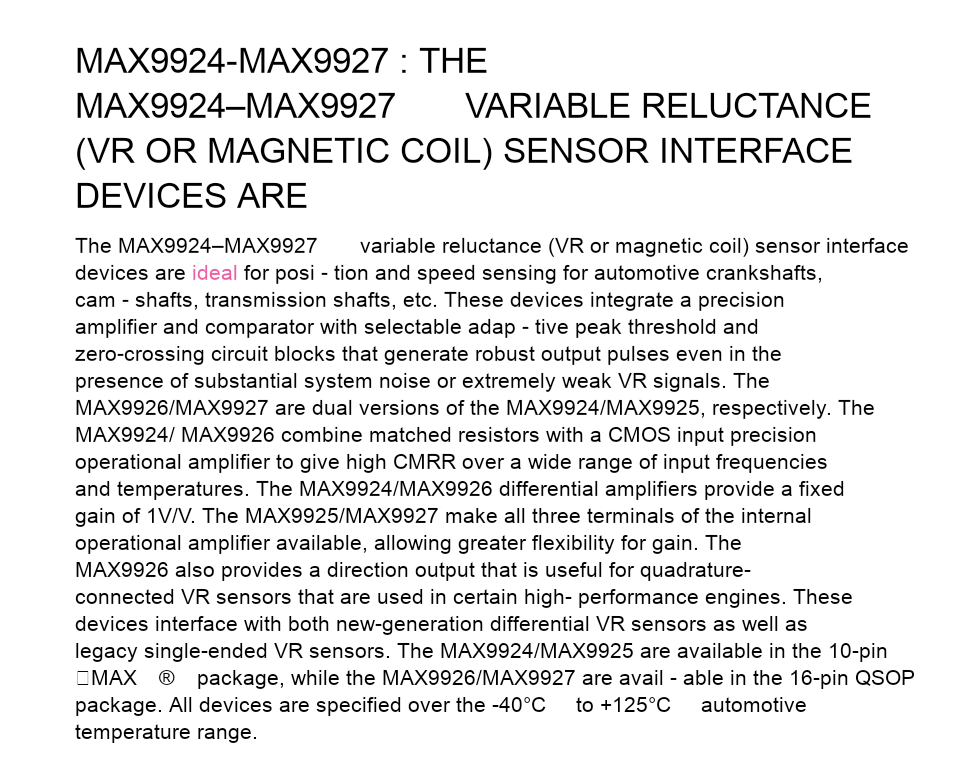 MAX9924-MAX9927 : THE
MAX9924–MAX9927 VARIABLE RELUCTANCE
(VR OR MAGNETIC COIL) SENSOR INTERFACE
DEVICES ARE
The MAX9924–MAX9927 variable reluctance (VR or magnetic coil) sensor interface
devices are ideal for posi - tion and speed sensing for automotive crankshafts,
cam - shafts, transmission shafts, etc. These devices integrate a precision
amplifier and comparator with selectable adap - tive peak threshold and
zero-crossing circuit blocks that generate robust output pulses even in the
presence of substantial system noise or extremely weak VR signals. The
MAX9926/MAX9927 are dual versions of the MAX9924/MAX9925, respectively. The
MAX9924/ MAX9926 combine matched resistors with a CMOS input precision
operational amplifier to give high CMRR over a wide range of input frequencies
and temperatures. The MAX9924/MAX9926 differential amplifiers provide a fixed
gain of 1V/V. The MAX9925/MAX9927 make all three terminals of the internal
operational amplifier available, allowing greater flexibility for gain. The
MAX9926 also provides a direction output that is useful for quadrature-
connected VR sensors that are used in certain high- performance engines. These
devices interface with both new-generation differential VR sensors as well as
legacy single-ended VR sensors. The MAX9924/MAX9925 are available in the 10-pin
□MAX ® package, while the MAX9926/MAX9927 are avail - able in the 16-pin QSOP
package. All devices are specified over the -40°C to +125°C automotive
temperature range.